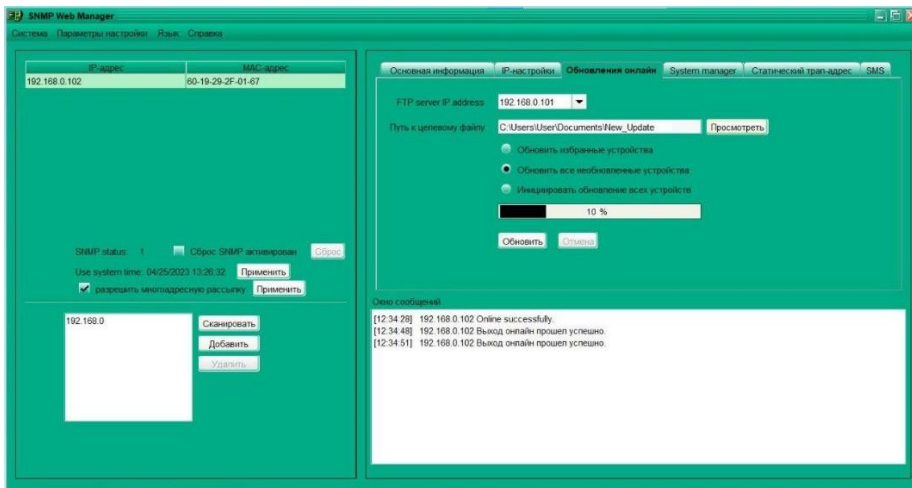 SNMP Web Manager
Система Параметры настройки Язык Справка
IP-адрес MAC-адрес
192.168.0.102 60-19-29-2F-01-67
SNMP status: Сброс SNMP активирован Сброс
Use system time: 04/25/2023 13:26:32 Применить
разрешить многоадресную рассылку Применить
192.168.0
Сканировать
Добавить
Удалить
Основная информация IP-настройки Обновления онлайн System manager Статический трап-адрес SMS
FTP server IP address 192.168.0.101
Путь к целевому файлу C:\Users\User\Documents\New_Update Просмотреть
Обновить избранные устройства
Обновить все необновленные устройства
Инициировать обновление всех устройств
10 %
Обновить Отмена
Окно сообщений
[12:34:28] 192.168.0.102 Online successfully.
[12:34:48] 192.168.0.102 Выход онлайн прошел успешно.
[12:34:51] 192.168.0.102 Выход онлайн прошел успешно.